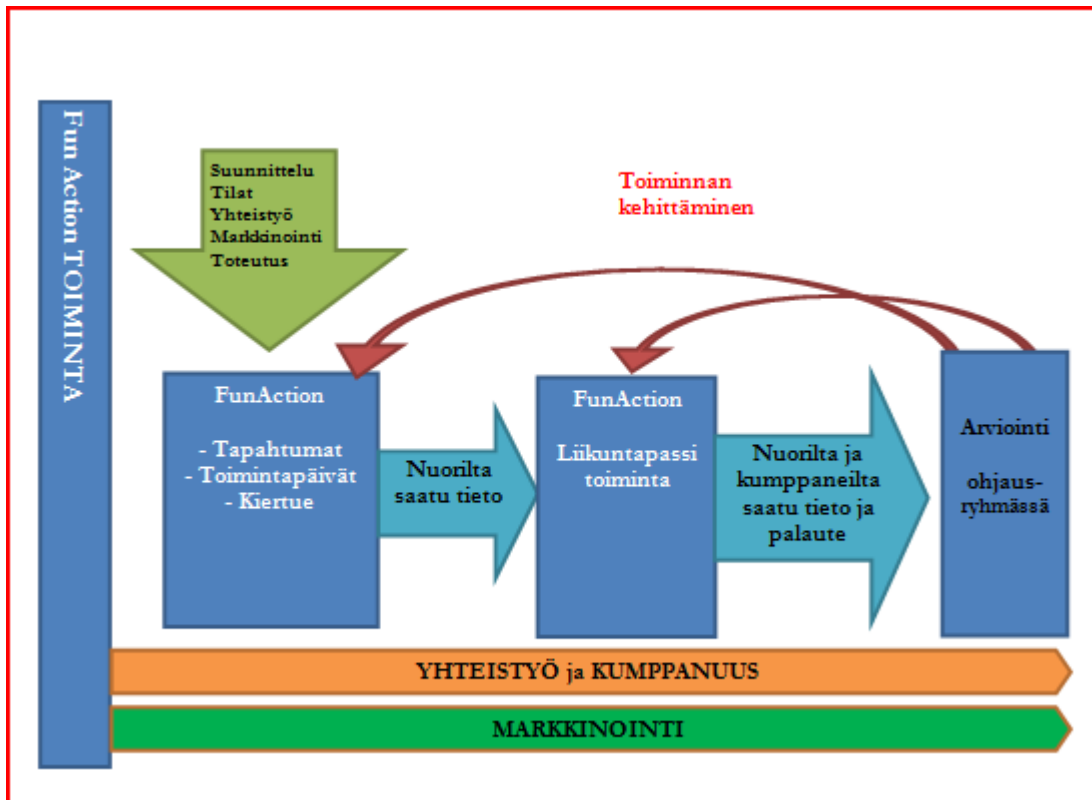 Fun Action TOIMINTA
Suunnittelu
Tilat
Yhteistyö
Markkinointi
Toteutus
Toiminnan
kehittäminen
FunAction
- Tapahtumat
- Toimintapäivät
- Kiertue
Nuorilta
saatu tieto
FunAction
Liikuntapassi
toiminta
Nuorilta ja
kumppaneilta
saatu tieto ja
palaute
Arviointi
ohjaus-
ryhmässä
YHTEISTYÖ ja KUMPPANUUS
MARKKINOINTI